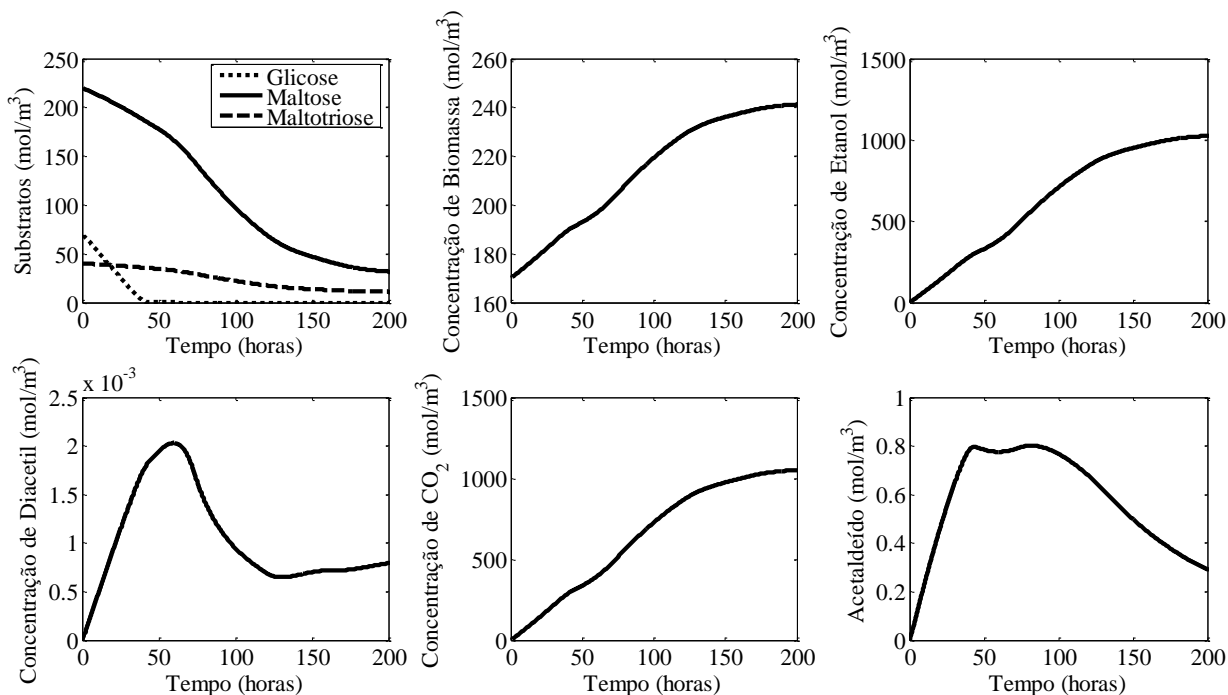 Substratos (mol/m³)
250
200
150
100
50
0
Glicose
Maltose
Maltotriose
0 50 100 150 200
Tempo (horas)
Concentração de Biomassa (mol/m³)
260
240
220
200
180
160
0 50 100 150 200
Tempo (horas)
Concentração de Etanol (mol/m³)
1500
1000
500
0
0 50 100 150 200
Tempo (horas)
Concentração de Diacetil (mol/m³)
x 10⁻³
2.5
2
1.5
1
0.5
0
0 50 100 150 200
Tempo (horas)
Concentração de CO₂ (mol/m³)
1500
1000
500
0
0 50 100 150 200
Tempo (horas)
Acetaldeído (mol/m³)
1
0.8
0.6
0.4
0.2
0
0 50 100 150 200
Tempo (horas)